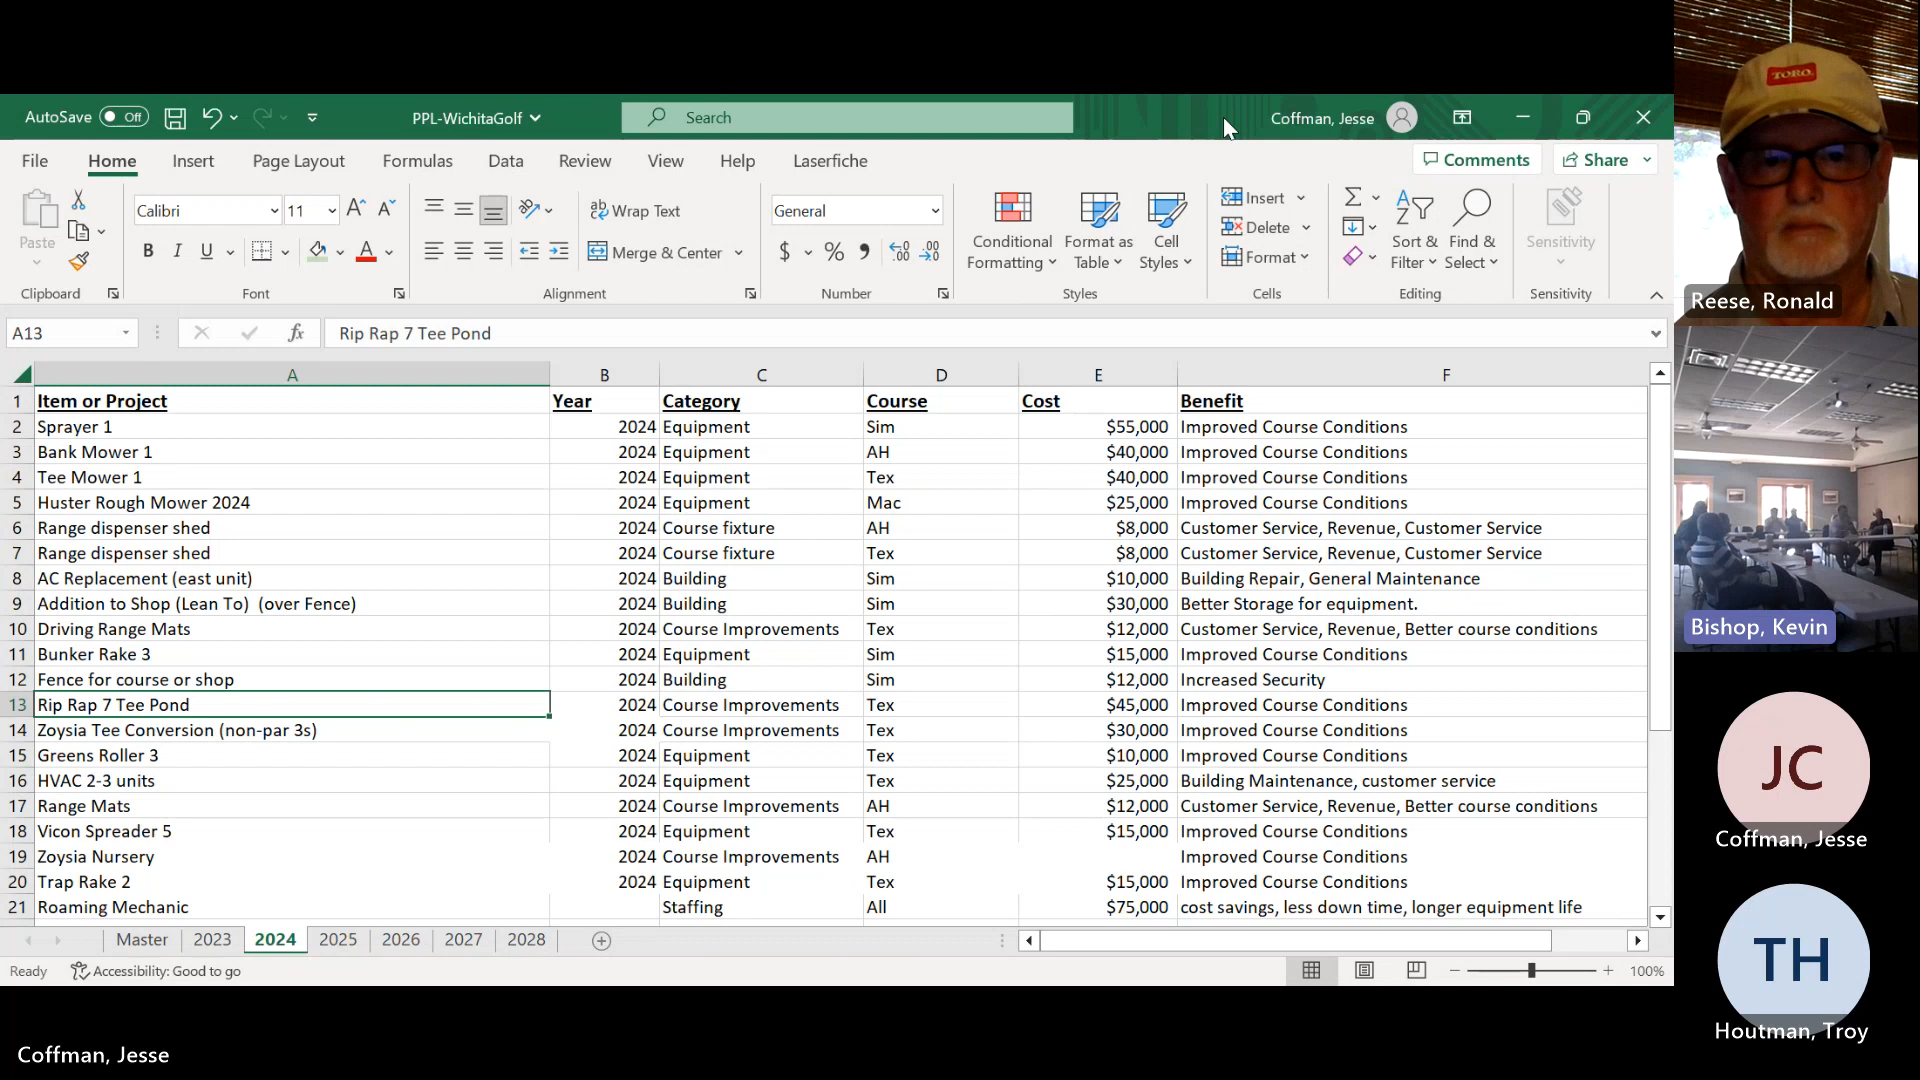 AutoSave Off PPL-WichitaGolf Search Coffman, Jesse
File Home Insert Page Layout Formulas Data Review View Help Laserfiche Comments Share
Paste Calibri 11 Wrap Text General Conditional Formatting Format as Table Cell Styles Insert Sort & Filter Find & Select Sensitivity
B I U A Merge & Center $ % Delete
Format
Clipboard Font Alignment Number Styles Cells Editing Sensitivity
A13 fx Rip Rap 7 Tee Pond
A B C D E F
1 Item or Project Year Category Course Cost Benefit
2 Sprayer 1 2024 Equipment Sim $55,000 Improved Course Conditions
3 Bank Mower 1 2024 Equipment AH $40,000 Improved Course Conditions
4 Tee Mower 1 2024 Equipment Tex $40,000 Improved Course Conditions
5 Huster Rough Mower 2024 2024 Equipment Mac $25,000 Improved Course Conditions
6 Range dispenser shed 2024 Course fixture AH $8,000 Customer Service, Revenue, Customer Service
7 Range dispenser shed 2024 Course fixture Tex $8,000 Customer Service, Revenue, Customer Service
8 AC Replacement (east unit) 2024 Building Sim $10,000 Building Repair, General Maintenance
9 Addition to Shop (Lean To) (over Fence) 2024 Building Sim $30,000 Better Storage for equipment.
10 Driving Range Mats 2024 Course Improvements Tex $12,000 Customer Service, Revenue, Better course conditions
11 Bunker Rake 3 2024 Equipment Sim $15,000 Improved Course Conditions
12 Fence for course or shop 2024 Building Sim $12,000 Increased Security
13 Rip Rap 7 Tee Pond 2024 Course Improvements Tex $45,000 Improved Course Conditions
14 Zoysia Tee Conversion (non-par 3s) 2024 Course Improvements Tex $30,000 Improved Course Conditions
15 Greens Roller 3 2024 Equipment Tex $10,000 Improved Course Conditions
16 HVAC 2-3 units 2024 Equipment Tex $25,000 Building Maintenance, customer service
17 Range Mats 2024 Course Improvements AH $12,000 Customer Service, Revenue, Better course conditions
18 Vicon Spreader 5 2024 Equipment Tex $15,000 Improved Course Conditions
19 Zoysia Nursery 2024 Course Improvements AH Improved Course Conditions
20 Trap Rake 2 2024 Equipment Tex $15,000 Improved Course Conditions
21 Roaming Mechanic Staffing All $75,000 cost savings, less down time, longer equipment life
Master 2023 2024 2025 2026 2027 2028
Ready Accessibility: Good to go 100%
Coffman, Jesse
TORO
Reese, Ronald
Bishop, Kevin
JC
Coffman, Jesse
TH
Houtman, Troy